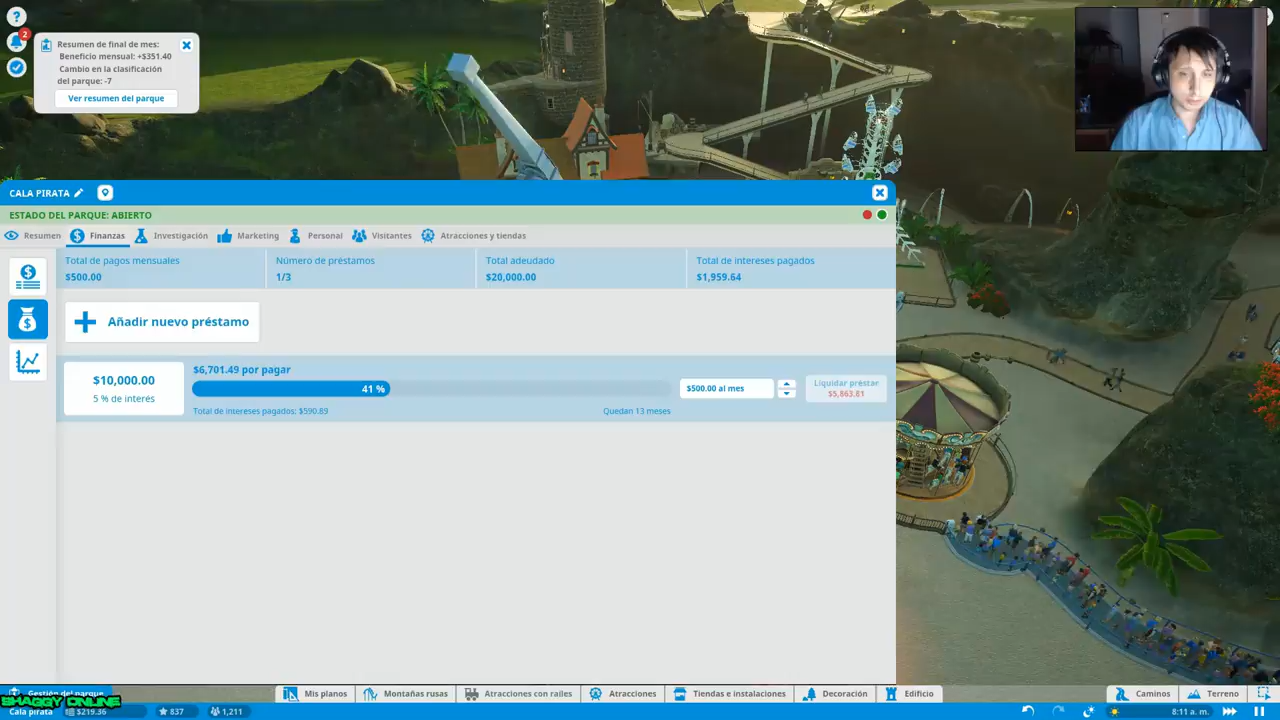 ?
2
Resumen de final de mes:
Beneficio mensual: +$351.40
Cambio en la clasificación
del parque: -7
Ver resumen del parque
CALA PIRATA
ESTADO DEL PARQUE: ABIERTO
Resumen
Finanzas
Investigación
Marketing
Personal
Visitantes
Atracciones y tiendas
Total de pagos mensuales
$500.00
Número de préstamos
1/3
Total adeudado
$20,000.00
Total de intereses pagados
$1,959.64
Añadir nuevo préstamo
$10,000.00
5 % de interés
$6,701.49 por pagar
41 %
Total de intereses pagados: $590.89
Quedan 13 meses
$500.00 al mes
Liquidar préstar
$5,863.81
Gestión del parque
SHAGGY ONLINE
Mis planos
Montañas rusas
Atracciones con raíles
Atracciones
Tiendas e instalaciones
Decoración
Edificio
Caminos
Terreno
Cala pirata
$219.36
837
1,211
8:11 a. m.